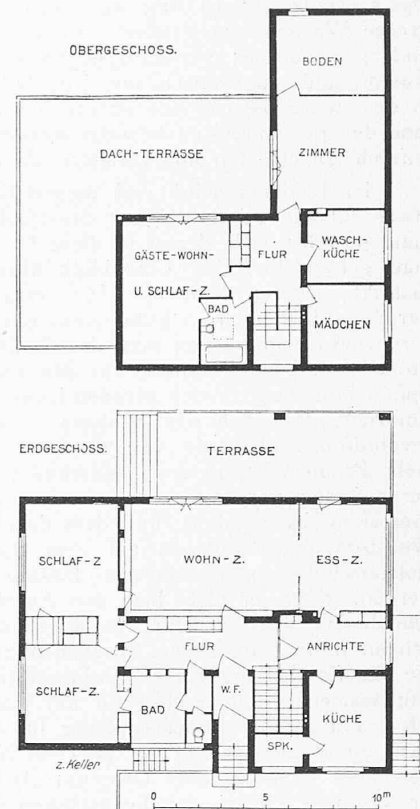 OBERGESCHOSS.
BODEN
ZIMMER
DACH-TERRASSE
GÄSTE-WOHN-
U. SCHLAF-Z.
FLUR
WASCH-
KÜCHE
BAD
MÄDCHEN
ERDGESCHOSS.
TERRASSE
SCHLAF-Z
WOHN-Z.
ESS-Z.
FLUR
ANRICHTE
SCHLAF-Z.
BAD
W.F.
KÜCHE
SPK.
z. Keller
0 5 10m